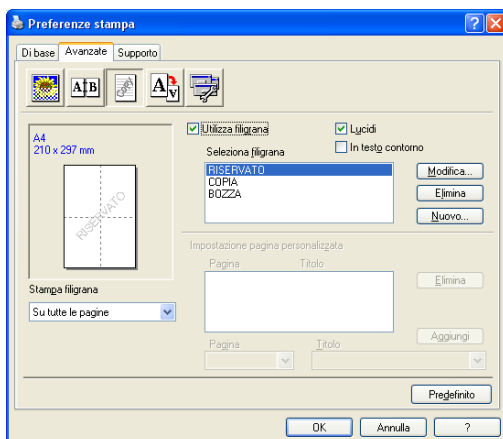 Preferenze stampa
Di base Avanzate Supporto
A B COPY A A
A4
210 x 297 mm
RISERVATO
Stampa filigrana
Su tutte le pagine
Utilizza filigrana
Lucidi
In testo contorno
Seleziona filigrana
RISERVATO
COPIA
BOZZA
Modifica...
Elimina
Nuovo...
Impostazione pagina personalizzata
Pagina Titolo
Elimina
Aggiungi
Pagina Titolo
Predefinito
OK Annulla ?